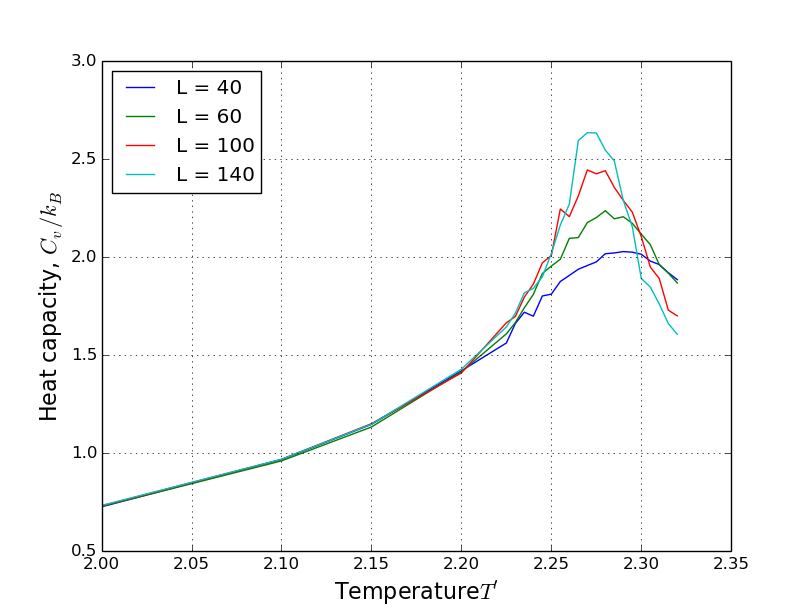 3.0
2.5
2.0
1.5
1.0
0.5
Heat capacity, C_v/k_B
L = 40
L = 60
L = 100
L = 140
2.00 2.05 2.10 2.15 2.20 2.25 2.30 2.35
TemperatureT′